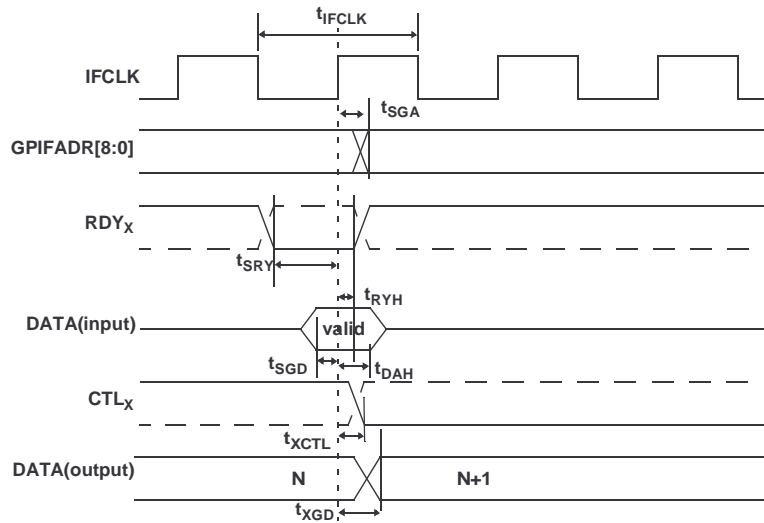 tIFCLK
IFCLK
tSGA
GPIFADR[8:0]
RDYX
tSRY
tRYH
DATA(input)
valid
tSGD
tDAH
CTLX
tXCTL
DATA(output)
N
N+1
tXGD